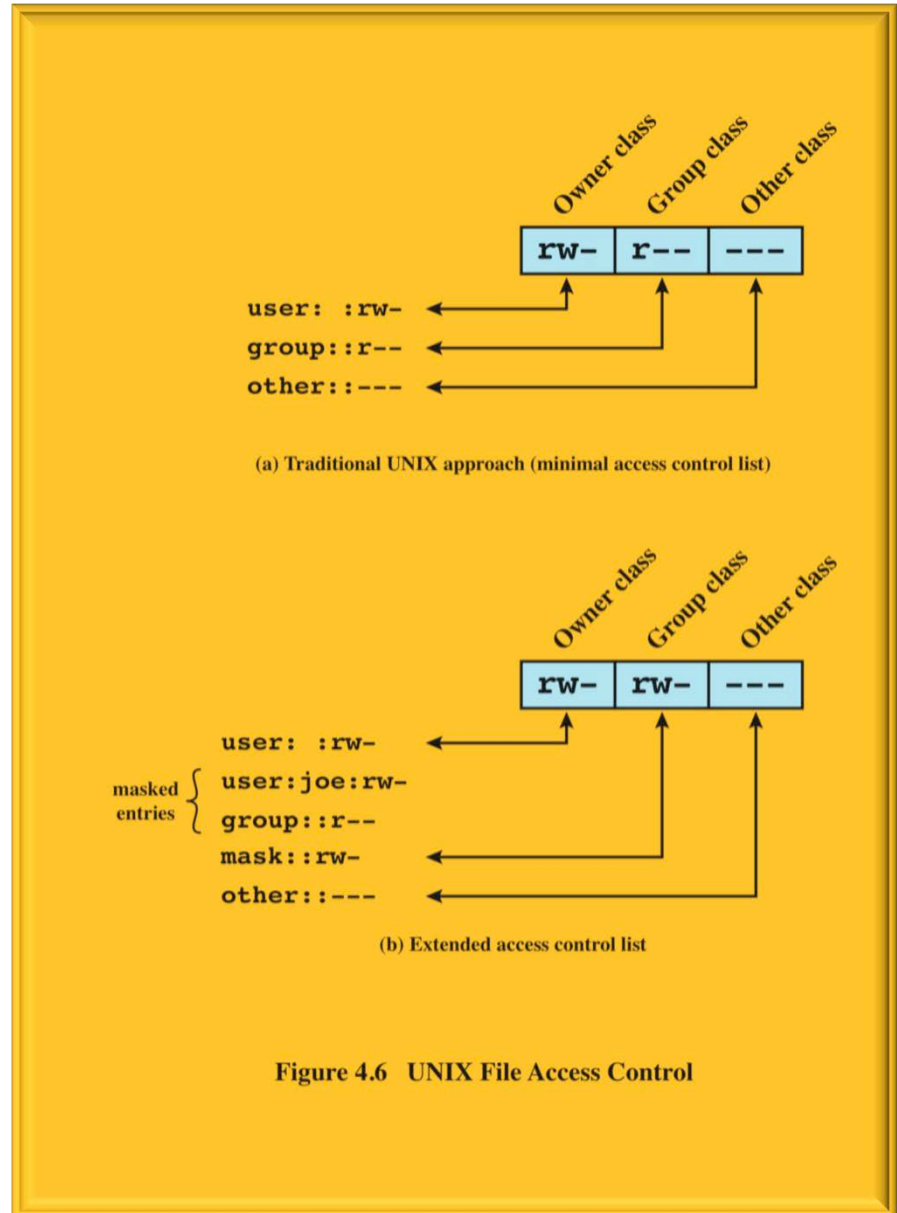 Owner class
Group class
Other class
rw- r-- ---
user: :rw-
group::r--
other::---
(a) Traditional UNIX approach (minimal access control list)
Owner class
Group class
Other class
rw- rw- ---
user: :rw-
masked
entries
user:joe:rw-
group::r--
mask::rw-
other::---
(b) Extended access control list
Figure 4.6 UNIX File Access Control